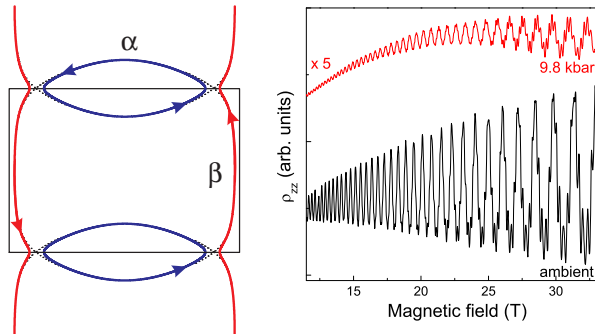 α
β
ρzz (arb. units)
x 5
9.8 kbar
ambient
15 20 25 30
Magnetic field (T)